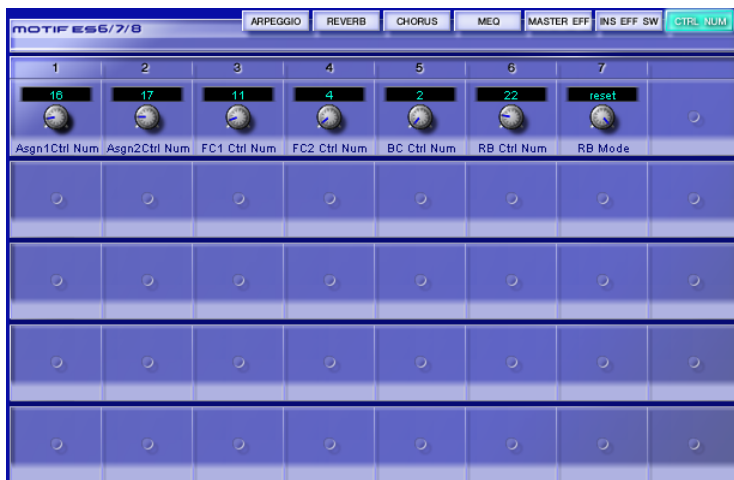 MOTIF ES6/7/8 ARPEGGIO REVERB CHORUS MEQ MASTER EFF INS EFF SW CTRL NUM
1 2 3 4 5 6 7
16 17 11 4 2 22 reset
Asgn1Ctrl Num Asgn2Ctrl Num FC1 Ctrl Num FC2 Ctrl Num BC Ctrl Num RB Ctrl Num RB Mode